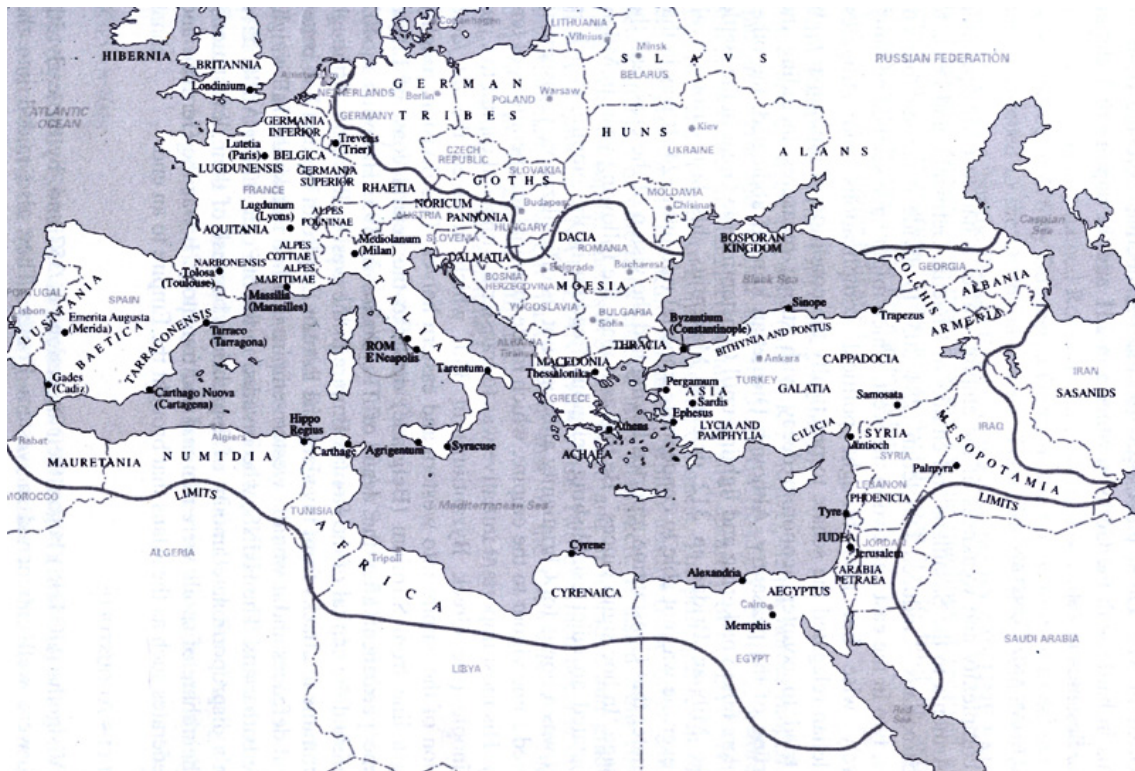 Copenhagen
LITHUANIA
Vilnius
Minsk
BELARUS
S L A V S
RUSSIAN FEDERATION
HIBERNIA
BRITANNIA
Londinium
ATLANTIC
OCEAN
Amsterdam
NETHERLANDS
GERMANY
Berlin
G E R M A N
T R I B E S
POLAND
Warsaw
HUNS
Kiev
UKRAINE
A L A N S
GERMANIA
INFERIOR
Treveris
(Trier)
Lutetia
(Paris)
BELGICA
LUGDUNENSIS
GERMANIA
SUPERIOR
CZECH
REPUBLIC
SLOVAKIA
GOTHS
MOLDAVIA
Chisinau
FRANCE
RHAETIA
NORICUM
AUSTRIA
PANNONIA
Budapest
HUNGARY
Lugdunum
(Lyons)
ALPES
POENINAE
AQUITANIA
SLOVENIA
DACIA
ROMANIA
BOSPORAN
KINGDOM
Caspian
Sea
Mediolanum
(Milan)
ALPES
COTTIAE
ALPES
MARITIMAE
DALMATIA
Belgrade
Bucharest
BOSNIA
HERZEGOVINA
MOESIA
Black Sea
COLCHIS
GEORGIA
ALBANIA
ARMENIA
NARBONENSIS
Tolosa
(Toulouse)
Massilia
(Marseilles)
ITALIA
YUGOSLAVIA
BULGARIA
Sofia
Sinope
Trapezus
PORTUGAL
Lisbon
SPAIN
LUSITANIA
Emerita Augusta
(Merida)
BAETICA
TARRACONENSIS
Tarraco
(Tarragona)
Byzantium
(Constantinople)
BITHYNIA AND PONTUS
ROM
E
Neapolis
ALBANIA
Tirana
THRACIA
MACEDONIA
Thessalonika
Ankara
CAPPADOCIA
TURKEY
IRAN
SASANIDS
Tarentum
GREECE
Pergamum
ASIA
Sardis
Ephesus
GALATIA
Samosata
Gades
(Cadiz)
Carthago Nuova
(Cartagena)
Hippo
Regius
Algiers
Rabat
Carthage
Agrigentum
Syracuse
Athens
ACHAEA
LYCIA AND
PAMPHYLIA
CILICIA
SYRIA
Antioch
SYRIA
IRAQ
MESOPOTAMIA
MAURETANIA
NUMIDIA
MOROCCO
LIMITS
TUNISIA
Palmyra
LEBANON
PHOENICIA
LIMITS
Mediterranean Sea
Tyre
JUDEA
JORDAN
Jerusalem
ALGERIA
AFRICA
Tripoli
Cyrene
CYRENAICA
Alexandria
ARABIA
PETRAEA
AEGYPTUS
Cairo
Memphis
EGYPT
LIBYA
SAUDI ARABIA
Red
Sea